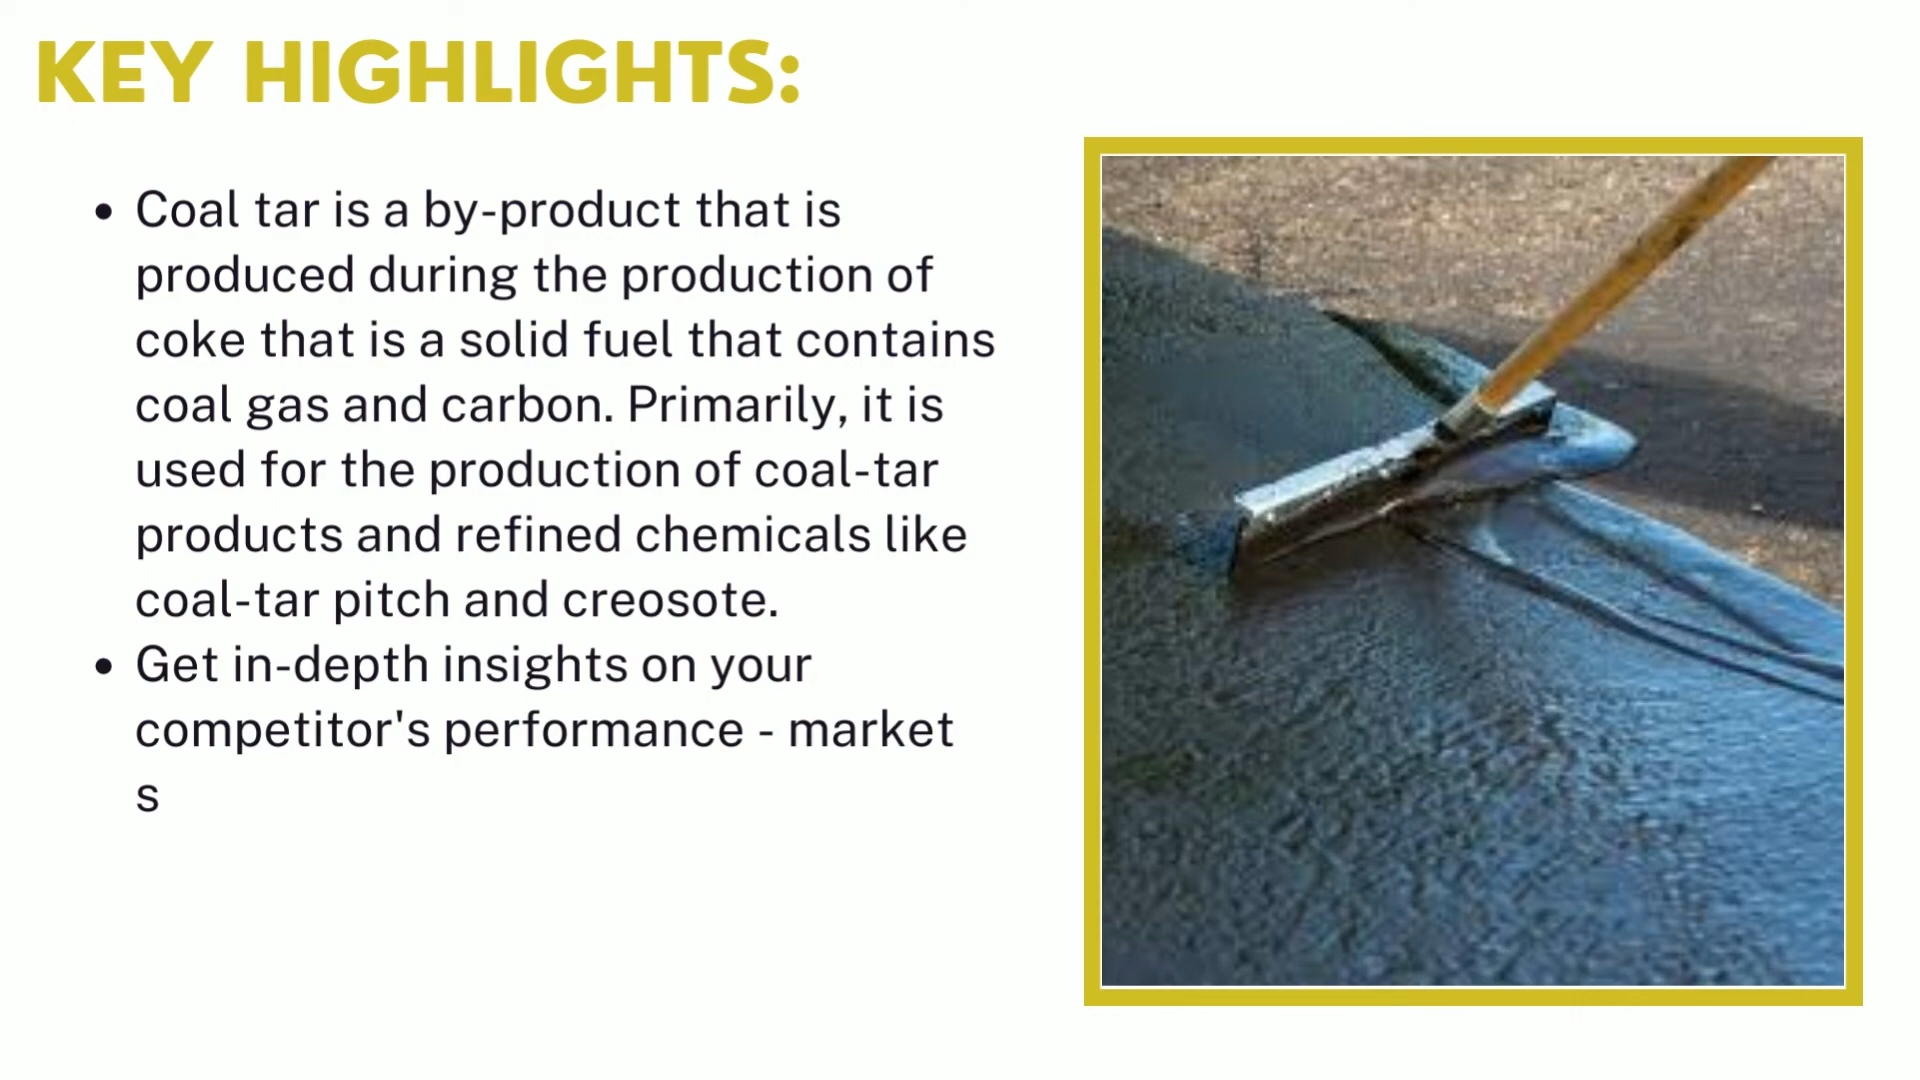 KEY HIGHLIGHTS:
• Coal tar is a by-product that is
produced during the production of
coke that is a solid fuel that contains
coal gas and carbon. Primarily, it is
used for the production of coal-tar
products and refined chemicals like
coal-tar pitch and creosote.
• Get in-depth insights on your
competitor's performance - market
s